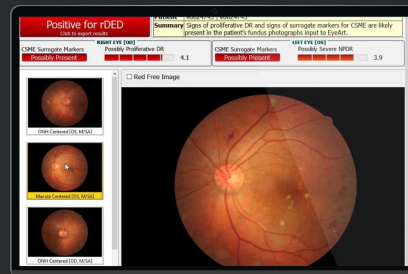 Positive for rDED
Click to export results
Patient
Summary Signs of proliferative DR and signs of surrogate markers for CSME are likely
present in the patient's fundus photographs input to EyeArt.
RIGHT EYE [OD]
CSME Surrogate Markers
Possibly Present
Possibly Proliferative DR
4.1
LEFT EYE [OS]
CSME Surrogate Markers
Possibly Present
Possibly Severe NPDR
3.9
Red Free Image
ONH Centered [OS, M/SA]
Macula Centered [OS, M/SA]
ONH Centered [OD, M/SA]